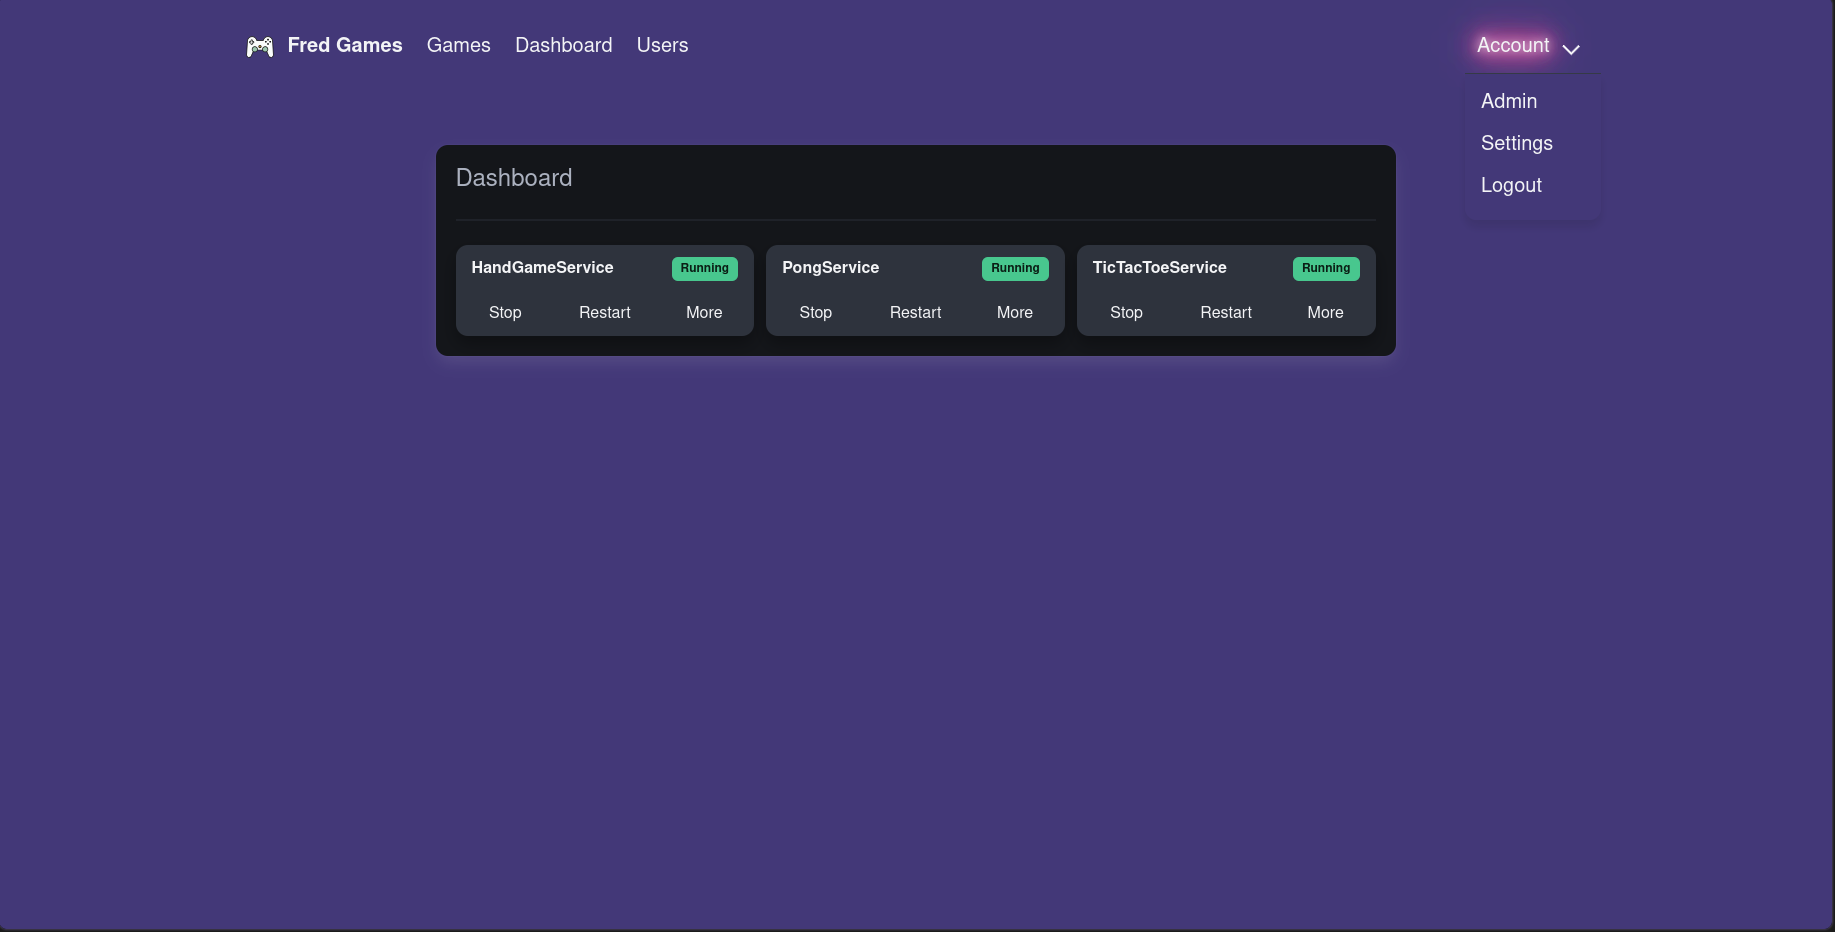 Fred Games Games Dashboard Users Account
Admin
Settings
Logout
Dashboard
HandGameService Running
Stop Restart More
PongService Running
Stop Restart More
TicTacToeService Running
Stop Restart More